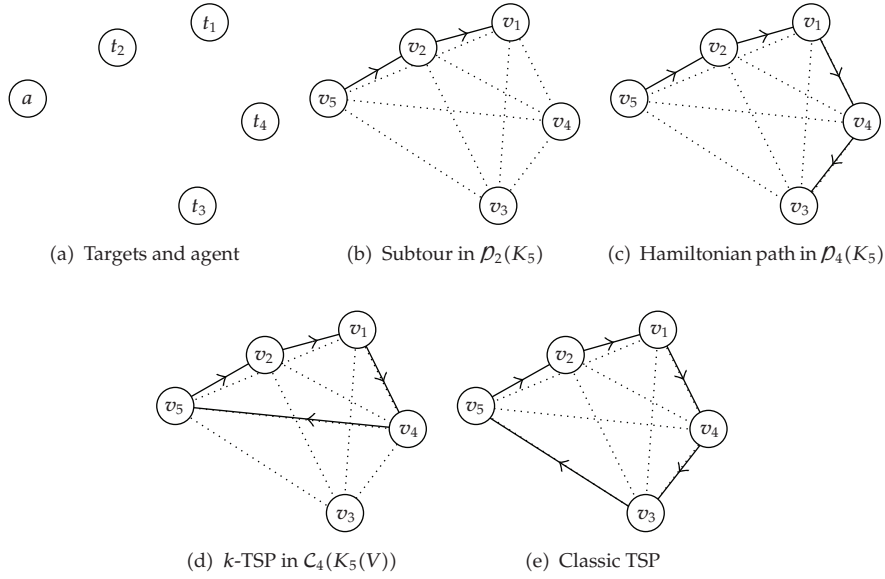 t₁
t₂
a
t₄
t₃
(a) Targets and agent
v₁
v₂
v₅
v₄
v₃
(b) Subtour in 𝒫₂(K₅)
v₁
v₂
v₅
v₄
v₃
(c) Hamiltonian path in 𝒫₄(K₅)
v₁
v₂
v₅
v₄
v₃
(d) k-TSP in 𝒞₄(K₅(V))
v₁
v₂
v₅
v₄
v₃
(e) Classic TSP